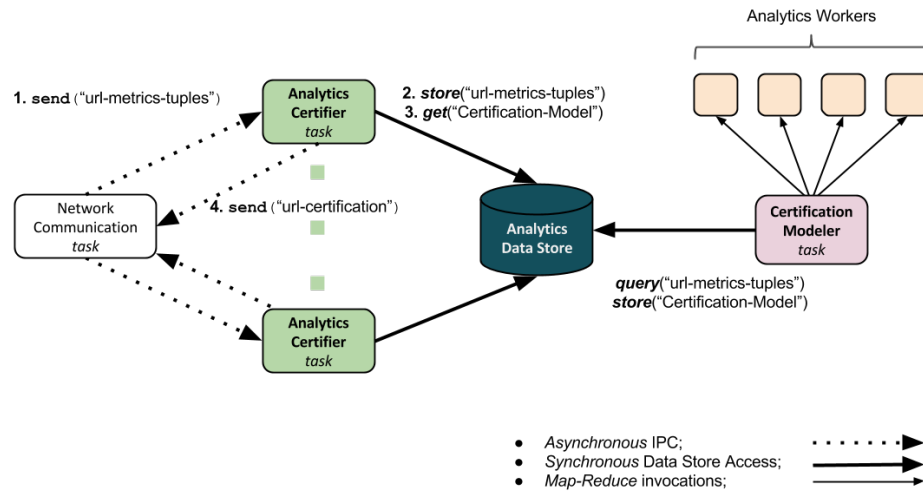 Analytics Workers
1. send(“url-metrics-tuples”)
Analytics
Certifier
task
2. store(“url-metrics-tuples”)
3. get(“Certification-Model”)
Network
Communication
task
4. send(“url-certification”)
Analytics
Data Store
Certification
Modeler
task
query(“url-metrics-tuples”)
store(“Certification-Model”)
Analytics
Certifier
task
● Asynchronous IPC;
● Synchronous Data Store Access;
● Map-Reduce invocations;